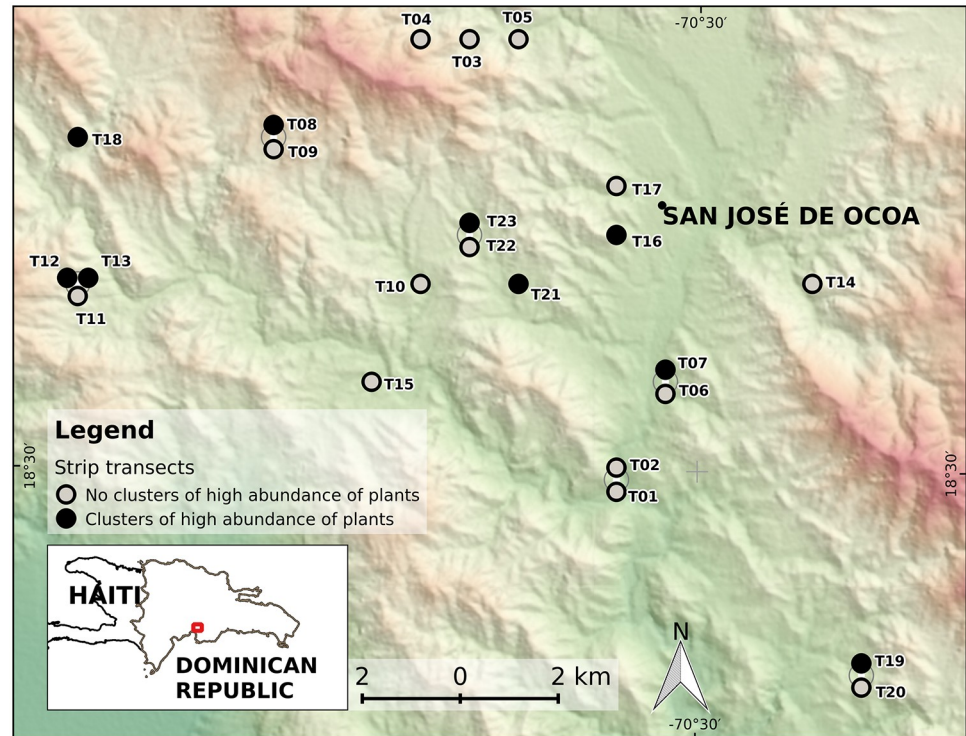 T04
T05
-70°30′
T03
T08
T18
T09
T17
SAN JOSÉ DE OCOA
T23
T16
T22
T12
T13
T10
T21
T14
T11
T07
T15
T06
Legend
Strip transects
No clusters of high abundance of plants
Clusters of high abundance of plants
18°30′
18°30′
T02
T01
HAITI
DOMINICAN
REPUBLIC
2 0 2 km
N
T19
T20
-70°30′